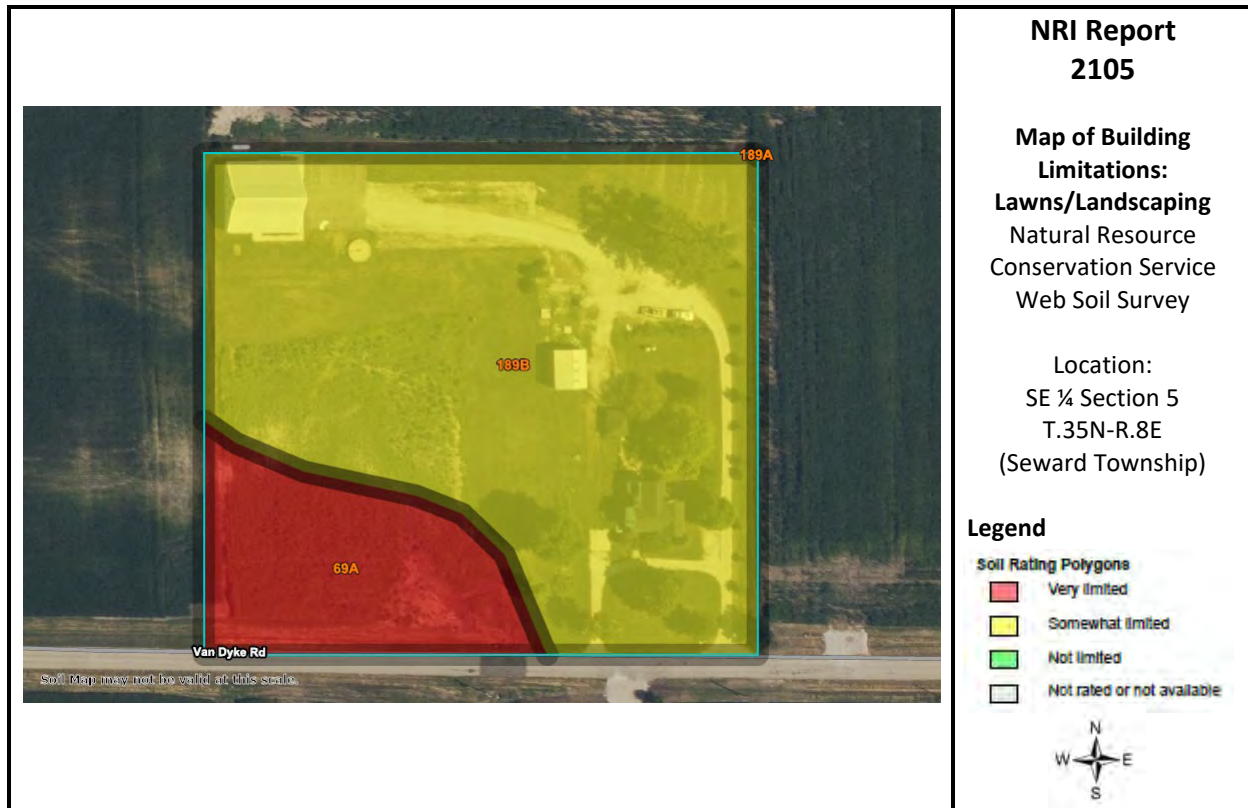 NRI Report
2105
Map of Building
Limitations:
Lawns/Landscaping
Natural Resource
Conservation Service
Web Soil Survey
Location:
SE ¼ Section 5
T.35N-R.8E
(Seward Township)
Legend
Soil Rating Polygons
Very limited
Somewhat limited
Not limited
Not rated or not available
N
W E
S
189A
189B
69A
Van Dyke Rd
Soil Map may not be valid at this scale.